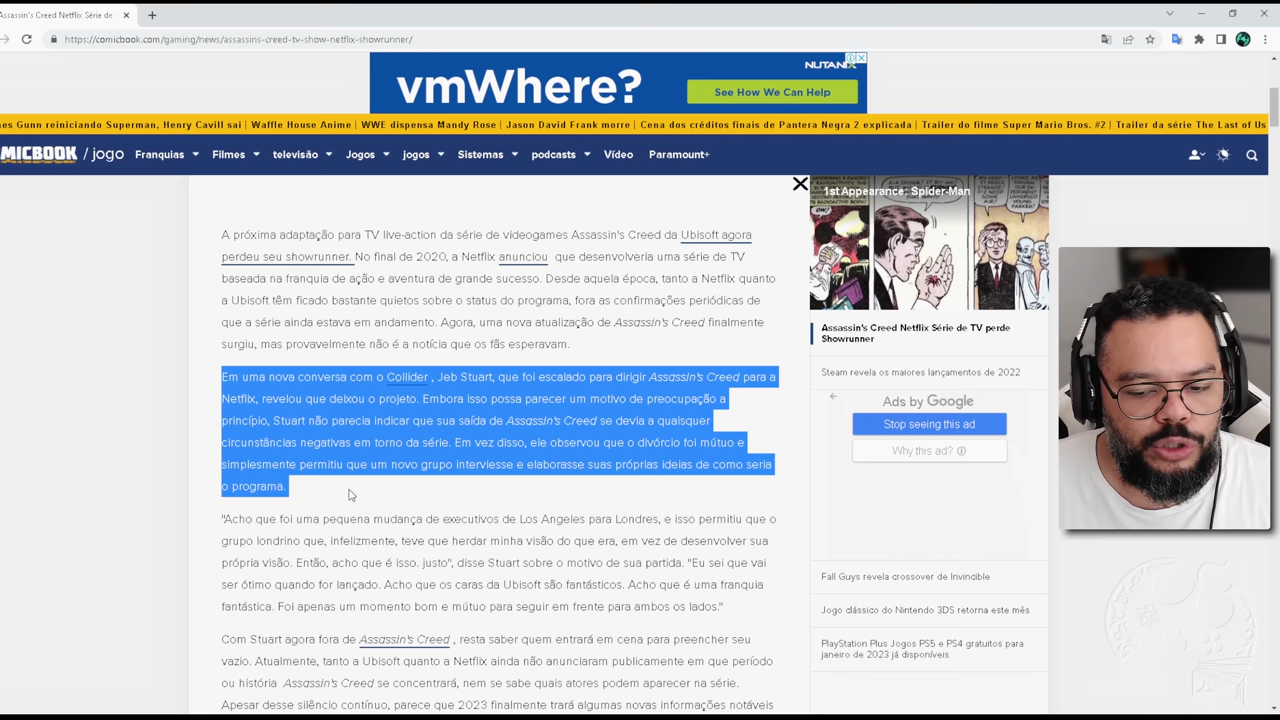 Assassin's Creed Netflix Série de
https://comicbook.com/gaming/news/assassins-creed-tv-show-netflix-showrunner/
vmWhere?
NUTANIX
See How We Can Help
es Gunn reiniciando Superman, Henry Cavill sai | Waffle House Anime | WWE dispensa Mandy Rose | Jason David Frank morre | Cena dos créditos finais de Pantera Negra 2 explicada | Trailer do filme Super Mario Bros. #2 | Trailer da série The Last of Us
MICBOOK / jogo Franquias Filmes televisão Jogos jogos Sistemas podcasts Vídeo Paramount+
1st Appearance: Spider-Man
A próxima adaptação para TV live-action da série de videogames Assassin's Creed da Ubisoft agora
perdeu seu showrunner. No final de 2020, a Netflix anunciou que desenvolveria uma série de TV
baseada na franquia de ação e aventura de grande sucesso. Desde aquela época, tanto a Netflix quanto
a Ubisoft têm ficado bastante quietos sobre o status do programa, fora as confirmações periódicas de
que a série ainda estava em andamento. Agora, uma nova atualização de Assassin's Creed finalmente
surgiu, mas provavelmente não é a notícia que os fãs esperavam.
Em uma nova conversa com o Collider , Jeb Stuart, que foi escalado para dirigir Assassin's Creed para a
Netflix, revelou que deixou o projeto. Embora isso possa parecer um motivo de preocupação a
princípio, Stuart não parecia indicar que sua saída de Assassin's Creed se devia a quaisquer
circunstâncias negativas em torno da série. Em vez disso, ele observou que o divórcio foi mútuo e
simplesmente permitiu que um novo grupo interviesse e elaborasse suas próprias ideias de como seria
o programa.
"Acho que foi uma pequena mudança de executivos de Los Angeles para Londres, e isso permitiu que o
grupo londrino que, infelizmente, teve que herdar minha visão do que era, em vez de desenvolver sua
própria visão. Então, acho que é isso. justo", disse Stuart sobre o motivo de sua partida. "Eu sei que vai
ser ótimo quando for lançado. Acho que os caras da Ubisoft são fantásticos. Acho que é uma franquia
fantástica. Foi apenas um momento bom e mútuo para seguir em frente para ambos os lados."
Com Stuart agora fora de Assassin's Creed , resta saber quem entrará em cena para preencher seu
vazio. Atualmente, tanto a Ubisoft quanto a Netflix ainda não anunciaram publicamente em que período
ou história Assassin's Creed se concentrará, nem se sabe quais atores podem aparecer na série.
Apesar desse silêncio contínuo, parece que 2023 finalmente trará algumas novas informações notáveis
Assassin's Creed Netflix Série de TV perde
Showrunner
Steam revela os maiores lançamentos de 2022
Ads by Google
Stop seeing this ad
Why this ad?
Fall Guys revela crossover de Invincible
Jogo clássico do Nintendo 3DS retorna este mês
PlayStation Plus Jogos PS5 e PS4 gratuitos para
janeiro de 2023 já disponíveis